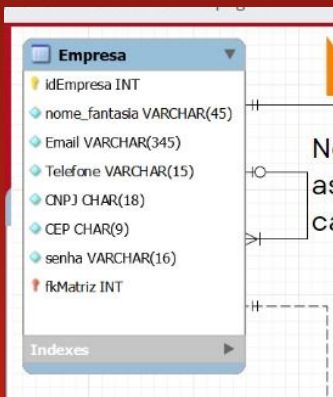 Empresa
idEmpresa INT
nome_fantasia VARCHAR(45)
Email VARCHAR(345)
Telefone VARCHAR(15)
CNPJ CHAR(18)
CEP CHAR(9)
senha VARCHAR(16)
fkMatriz INT
Indexes